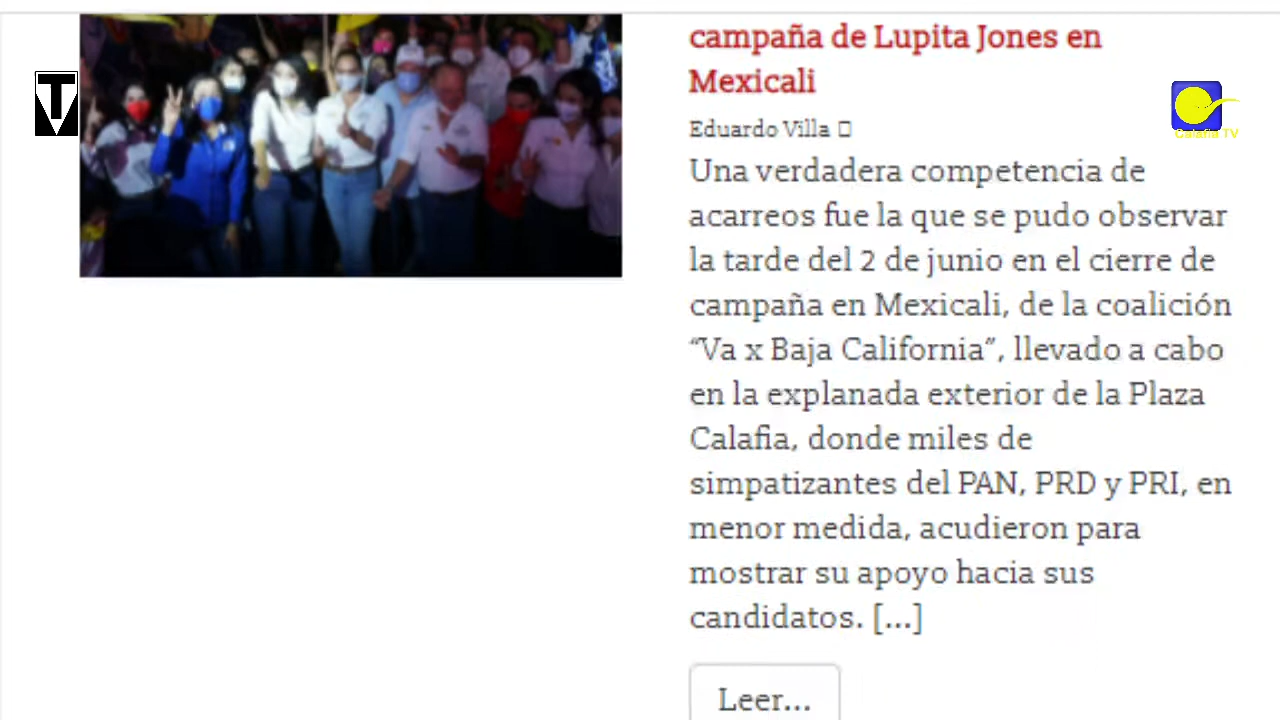 campaña de Lupita Jones en
Mexicali
Eduardo Villa
Una verdadera competencia de
acarreos fue la que se pudo observar
la tarde del 2 de junio en el cierre de
campaña en Mexicali, de la coalición
“Va x Baja California”, llevado a cabo
en la explanada exterior de la Plaza
Calafia, donde miles de
simpatizantes del PAN, PRD y PRI, en
menor medida, acudieron para
mostrar su apoyo hacia sus
candidatos. [...]
Leer...
T
Calafia TV